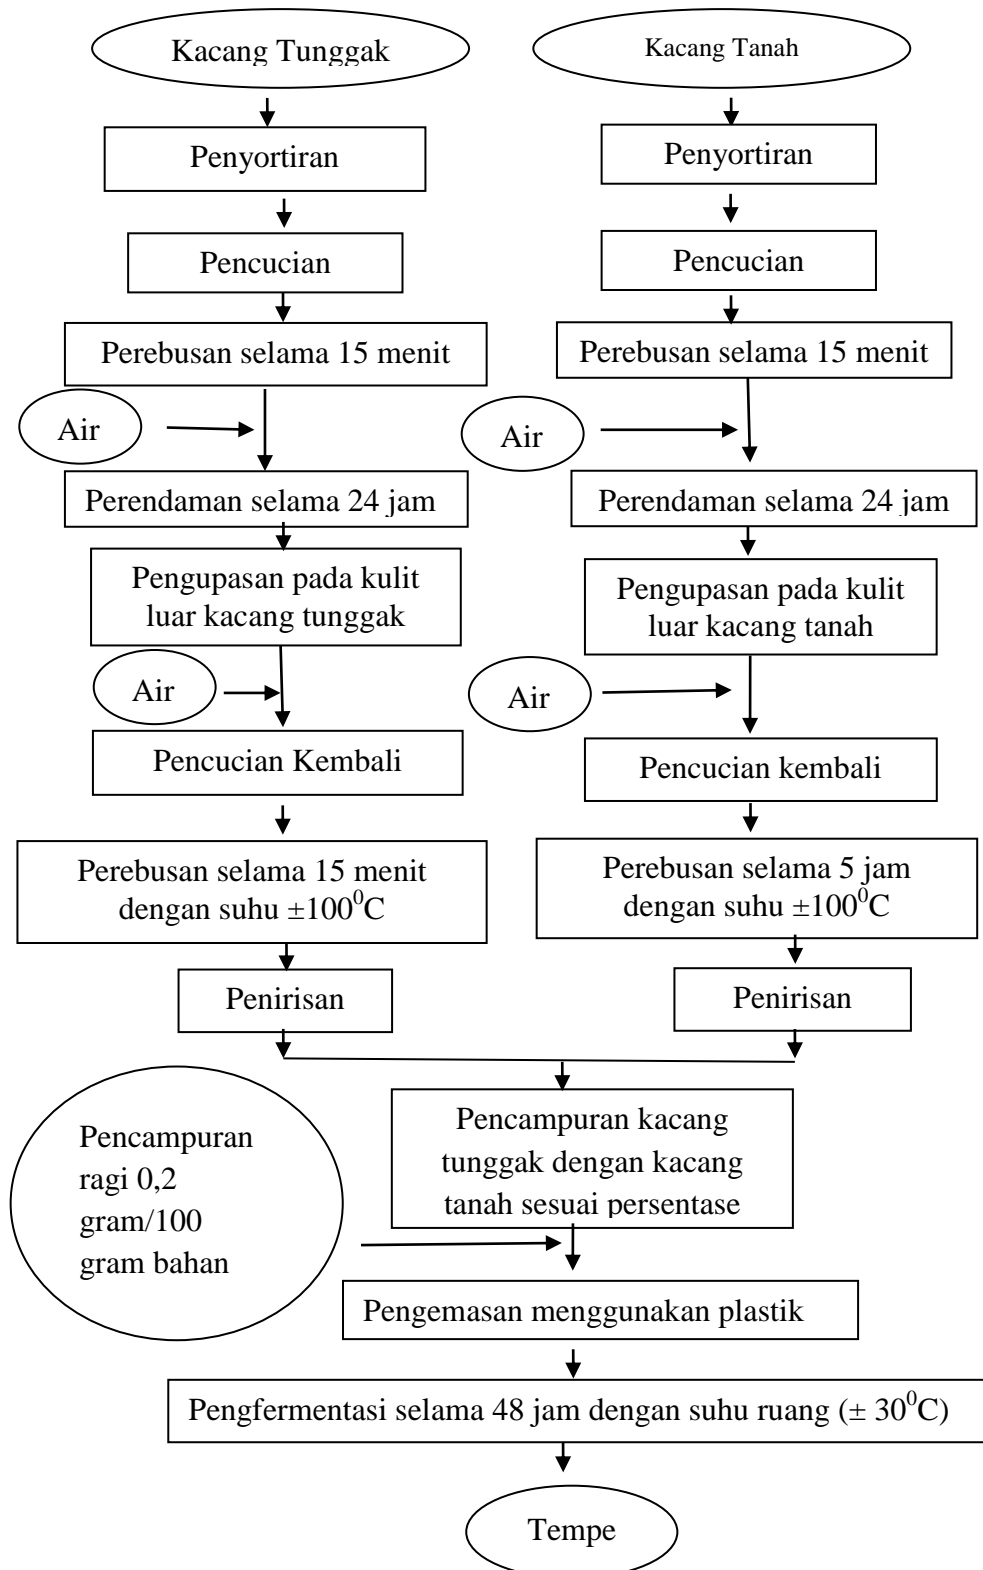 Kacang Tunggak
Kacang Tanah
Penyortiran
Penyortiran
Pencucian
Pencucian
Perebusan selama 15 menit
Perebusan selama 15 menit
Air
Air
Perendaman selama 24 jam
Perendaman selama 24 jam
Pengupasan pada kulit
luar kacang tunggak
Pengupasan pada kulit
luar kacang tanah
Air
Air
Pencucian Kembali
Pencucian kembali
Perebusan selama 15 menit
dengan suhu ±100⁰C
Perebusan selama 5 jam
dengan suhu ±100⁰C
Penirisan
Penirisan
Pencampuran kacang
tunggak dengan kacang
tanah sesuai persentase
Pencampuran
ragi 0,2
gram/100
gram bahan
Pengemasan menggunakan plastik
Pengfermentasi selama 48 jam dengan suhu ruang (± 30⁰C)
Tempe